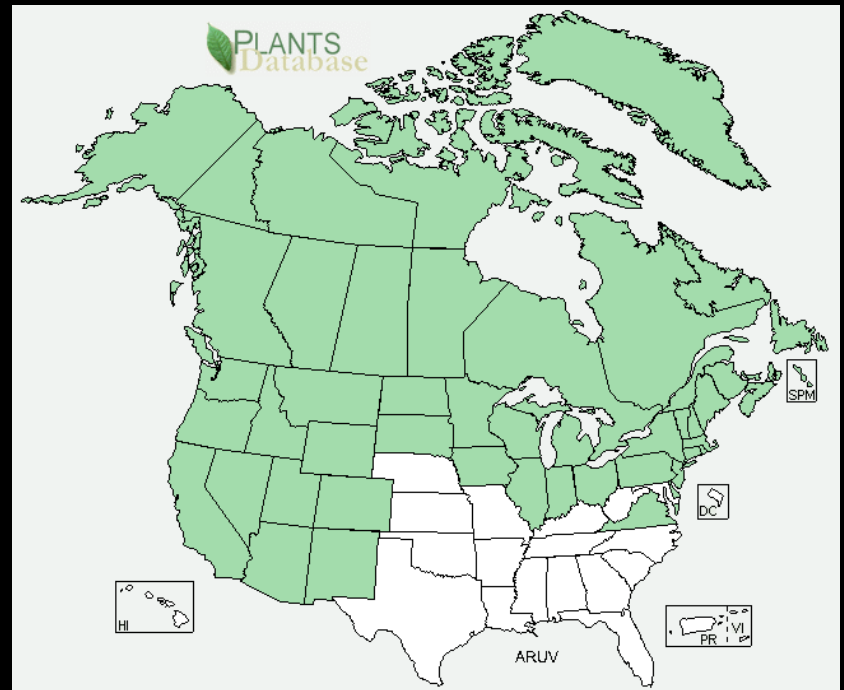 PLANTS
Database
SPM
DC
HI
PR
VI
ARUV